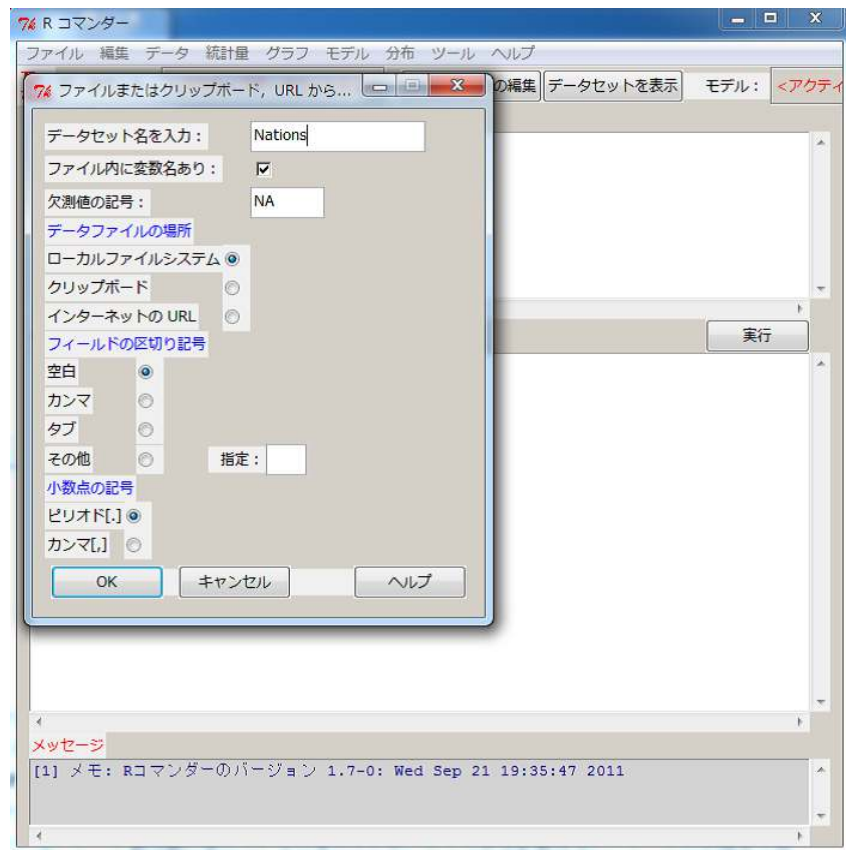 R コマンダー
ファイル 編集 データ 統計量 グラフ モデル 分布 ツール ヘルプ
の編集 データセットを表示 モデル： <アクティ
ファイルまたはクリップボード, URL から...
データセット名を入力： Nations
ファイル内に変数名あり：
欠測値の記号： NA
データファイルの場所
ローカルファイルシステム
クリップボード
インターネットの URL
フィールドの区切り記号
空白
カンマ
タブ
その他 指定：
小数点の記号
ピリオド[.]
カンマ[,]
OK キャンセル ヘルプ
実行
メッセージ
[1] メモ: Rコマンダーのバージョン 1.7-0: Wed Sep 21 19:35:47 2011